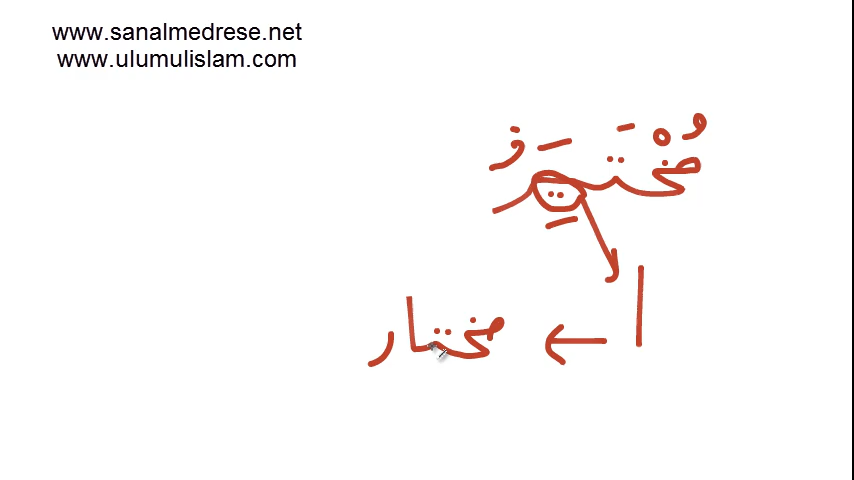 www.sanalmedrese.net
www.ulumulislam.com
مُخْتَيَر
ا ← مختار